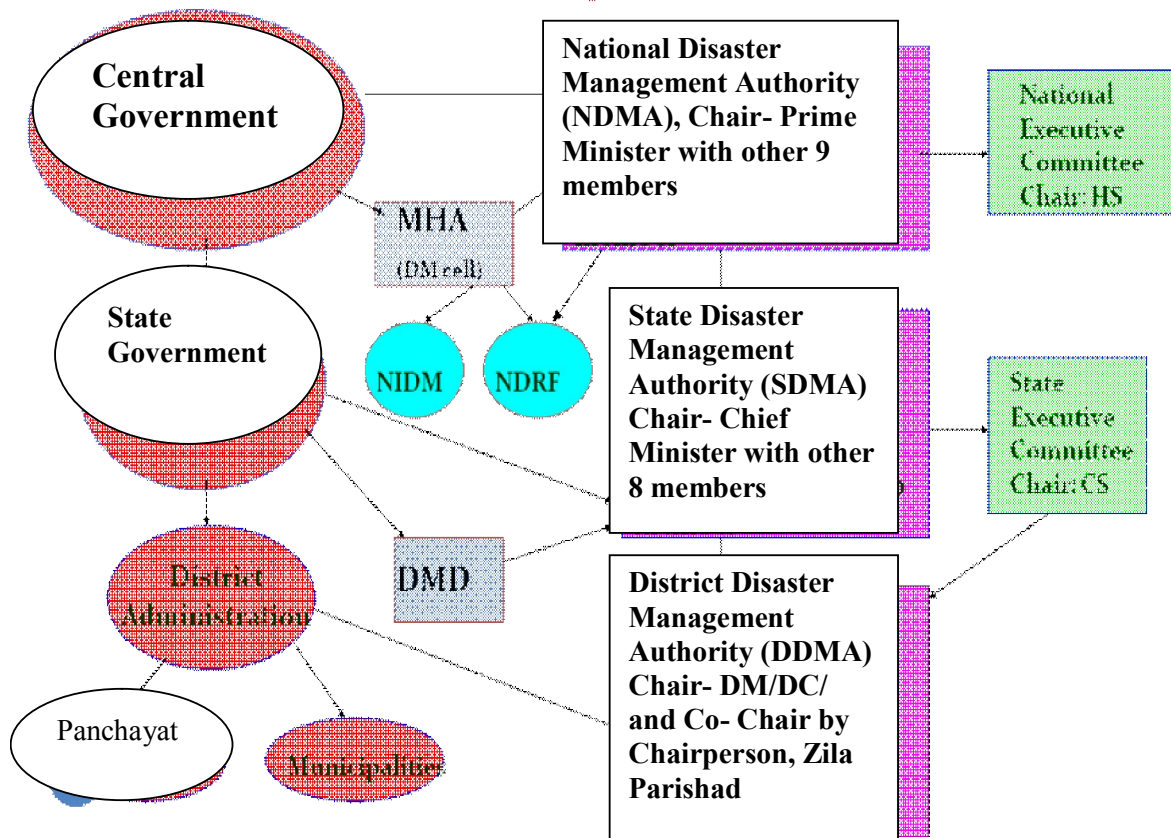 Central
Government
National Disaster
Management Authority
(NDMA), Chair- Prime
Minister with other 9
members
National
Executive
Committee
Chair: HS
MHA
(DM cell)
State
Government
NIDM
NDRF
State Disaster
Management
Authority (SDMA)
Chair- Chief
Minister with other
8 members
State
Executive
Committee
Chair: CS
District
Administration
DMD
District Disaster
Management
Authority (DDMA)
Chair- DM/DC/
and Co- Chair by
Chairperson, Zila
Parishad
Panchayat
Municipalities